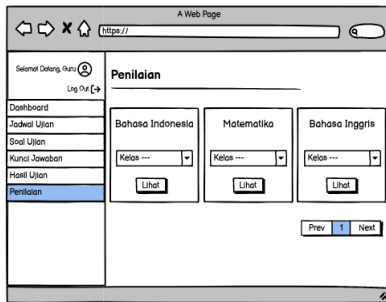 A Web Page
https://
Selamat Datang, Guru
Log Out
Dashboard
Jadwal Ujian
Soal Ujian
Kunci Jawaban
Hasil Ujian
Penilaian
Penilaian
Bahasa Indonesia
Kelas ---
Lihat
Matematika
Kelas ---
Lihat
Bahasa Inggris
Kelas ---
Lihat
Prev 1 Next